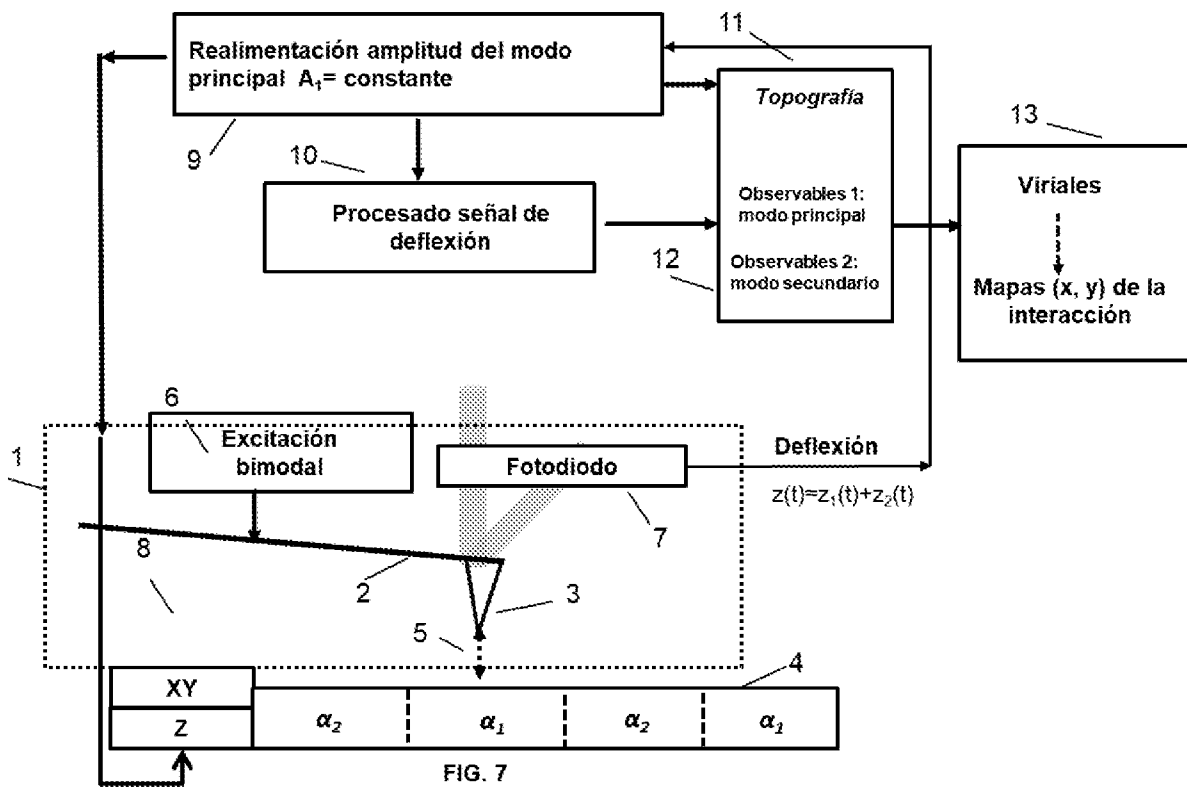 11
Realimentación amplitud del modo
principal A₁= constante
9
10
Procesado señal de
deflexión
Topografía
Observables 1:
modo principal
Observables 2:
modo secundario
12
13
Viriales
Mapas (x, y) de la
interacción
1
6
Excitación
bimodal
Fotodiodo
7
Deflexión
z(t)=z₁(t)+z₂(t)
8
2
3
5
4
XY
Z
α₂
α₁
α₂
α₁
FIG. 7